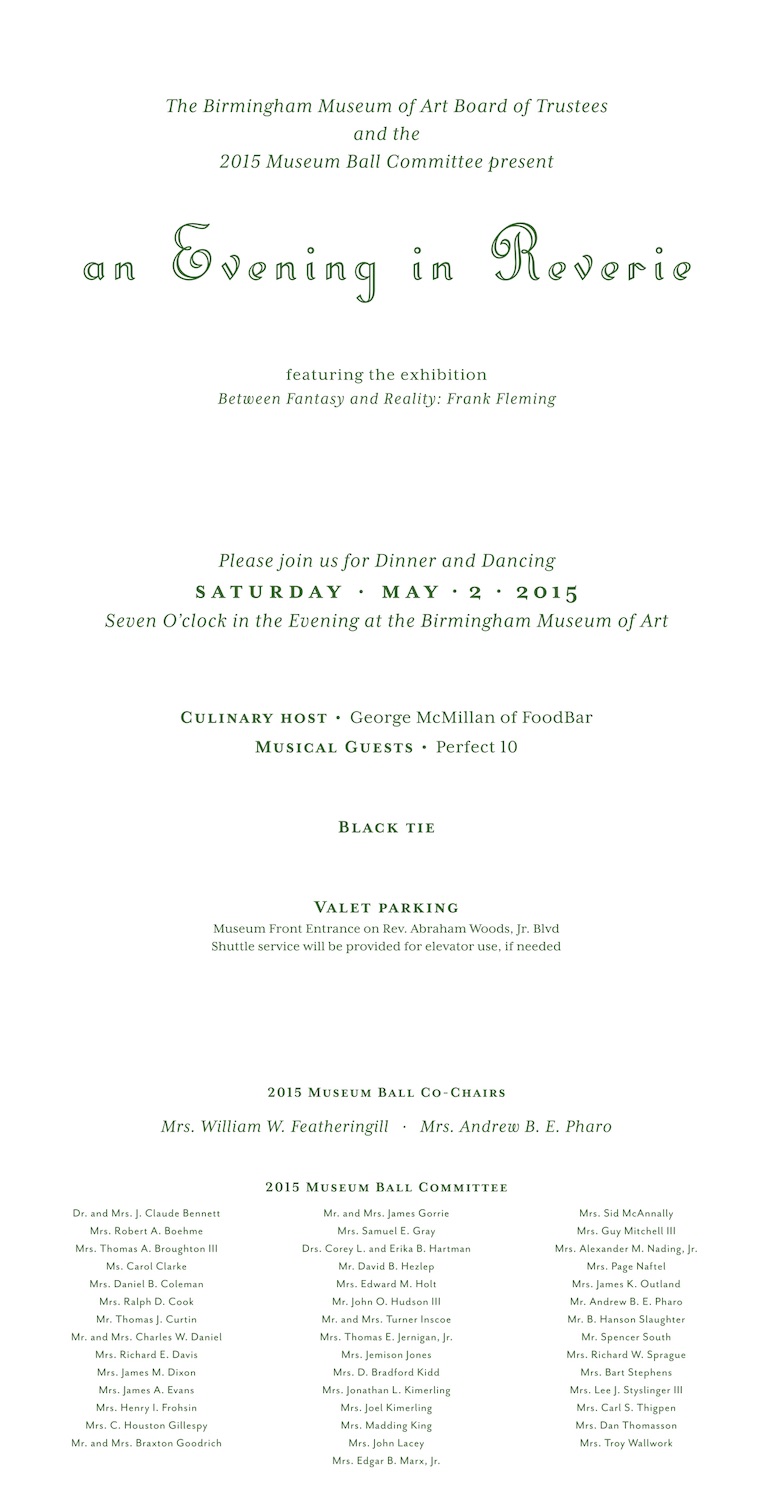 The Birmingham Museum of Art Board of Trustees
and the
2015 Museum Ball Committee present
an Evening in Reverie
featuring the exhibition
Between Fantasy and Reality: Frank Fleming
Please join us for Dinner and Dancing
SATURDAY · MAY · 2 · 2015
Seven O'clock in the Evening at the Birmingham Museum of Art
Culinary host • George McMillan of FoodBar
Musical Guests • Perfect 10
Black tie
Valet parking
Museum Front Entrance on Rev. Abraham Woods, Jr. Blvd
Shuttle service will be provided for elevator use, if needed
2015 Museum Ball Co-Chairs
Mrs. William W. Featheringill · Mrs. Andrew B. E. Pharo
2015 Museum Ball Committee
Dr. and Mrs. J. Claude Bennett
Mrs. Robert A. Boehme
Mrs. Thomas A. Broughton III
Ms. Carol Clarke
Mrs. Daniel B. Coleman
Mrs. Ralph D. Cook
Mr. Thomas J. Curtin
Mr. and Mrs. Charles W. Daniel
Mrs. Richard E. Davis
Mrs. James M. Dixon
Mrs. James A. Evans
Mrs. Henry I. Frohsin
Mrs. C. Houston Gillespy
Mr. and Mrs. Braxton Goodrich
Mr. and Mrs. James Gorrie
Mrs. Samuel E. Gray
Drs. Corey L. and Erika B. Hartman
Mr. David B. Hezlep
Mrs. Edward M. Holt
Mr. John O. Hudson III
Mr. and Mrs. Turner Inscoe
Mrs. Thomas E. Jernigan, Jr.
Mrs. Jemison Jones
Mrs. D. Bradford Kidd
Mrs. Jonathan L. Kimerling
Mrs. Joel Kimerling
Mrs. Madding King
Mrs. John Lacey
Mrs. Edgar B. Marx, Jr.
Mrs. Sid McAnnally
Mrs. Guy Mitchell III
Mrs. Alexander M. Nading, Jr.
Mrs. Page Naftel
Mrs. James K. Outland
Mr. Andrew B. E. Pharo
Mr. B. Hanson Slaughter
Mr. Spencer South
Mrs. Richard W. Sprague
Mrs. Bart Stephens
Mrs. Lee J. Styslinger III
Mrs. Carl S. Thigpen
Mrs. Dan Thomasson
Mrs. Troy Wallwork